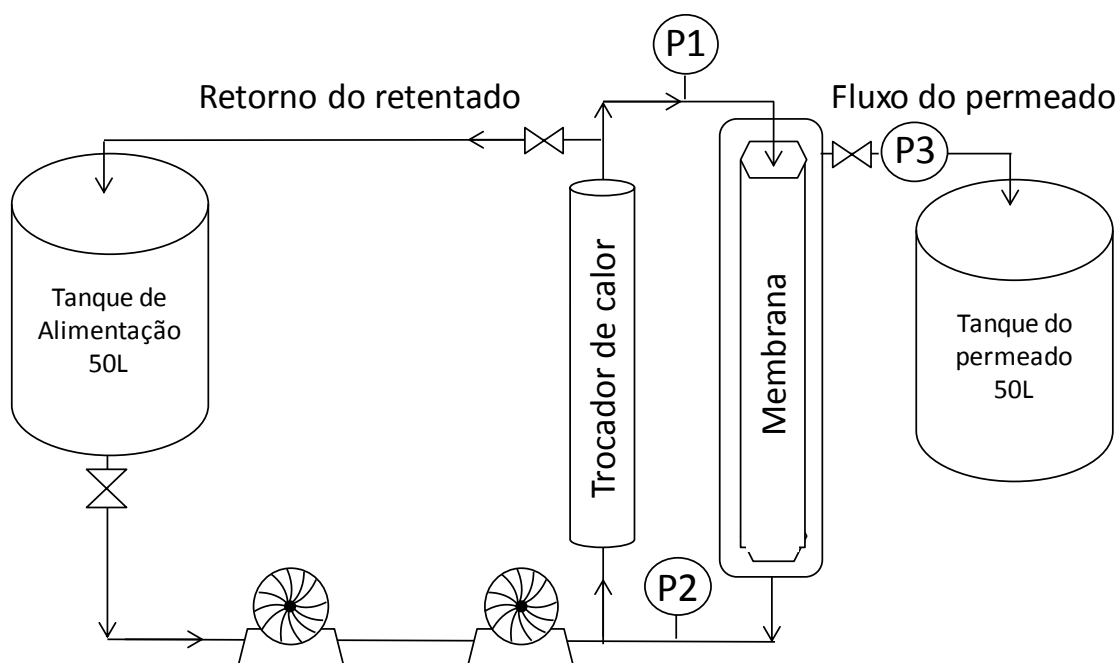 P1
Retorno do retentado
Fluxo do permeado
P3
Tanque de
Alimentação
50L
Trocador de calor
Membrana
Tanque do
permeado
50L
P2